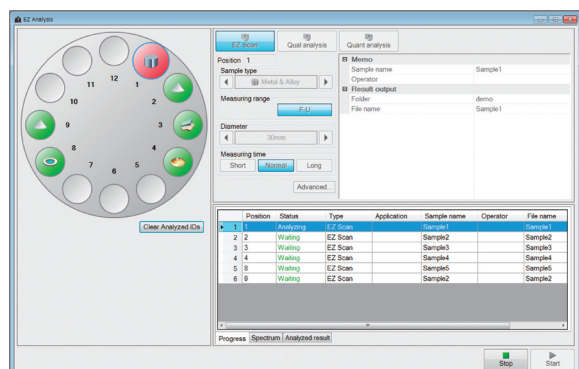 EZ Analysis
EZ Scan
Qual analysis
Quant analysis
12
1
2
3
4
5
6
7
8
9
10
11
Clear Analyzed IDs
Position 1
Sample type
Metal & Alloy
Measuring range
F-U
Diameter
30mm
Measuring time
Short Normal Long
Advanced...
Memo
Sample name Sample1
Operator
Result output
Folder demo
File name Sample1
Position Status Type Application Sample name Operator File name
1 1 Analyzing EZ Scan Sample1 Sample1
2 2 Waiting EZ Scan Sample2 Sample2
3 3 Waiting EZ Scan Sample3 Sample3
4 4 Waiting EZ Scan Sample4 Sample4
5 8 Waiting EZ Scan Sample5 Sample5
6 9 Waiting EZ Scan Sample2 Sample2
Progress Spectrum Analyzed result
Stop
Start